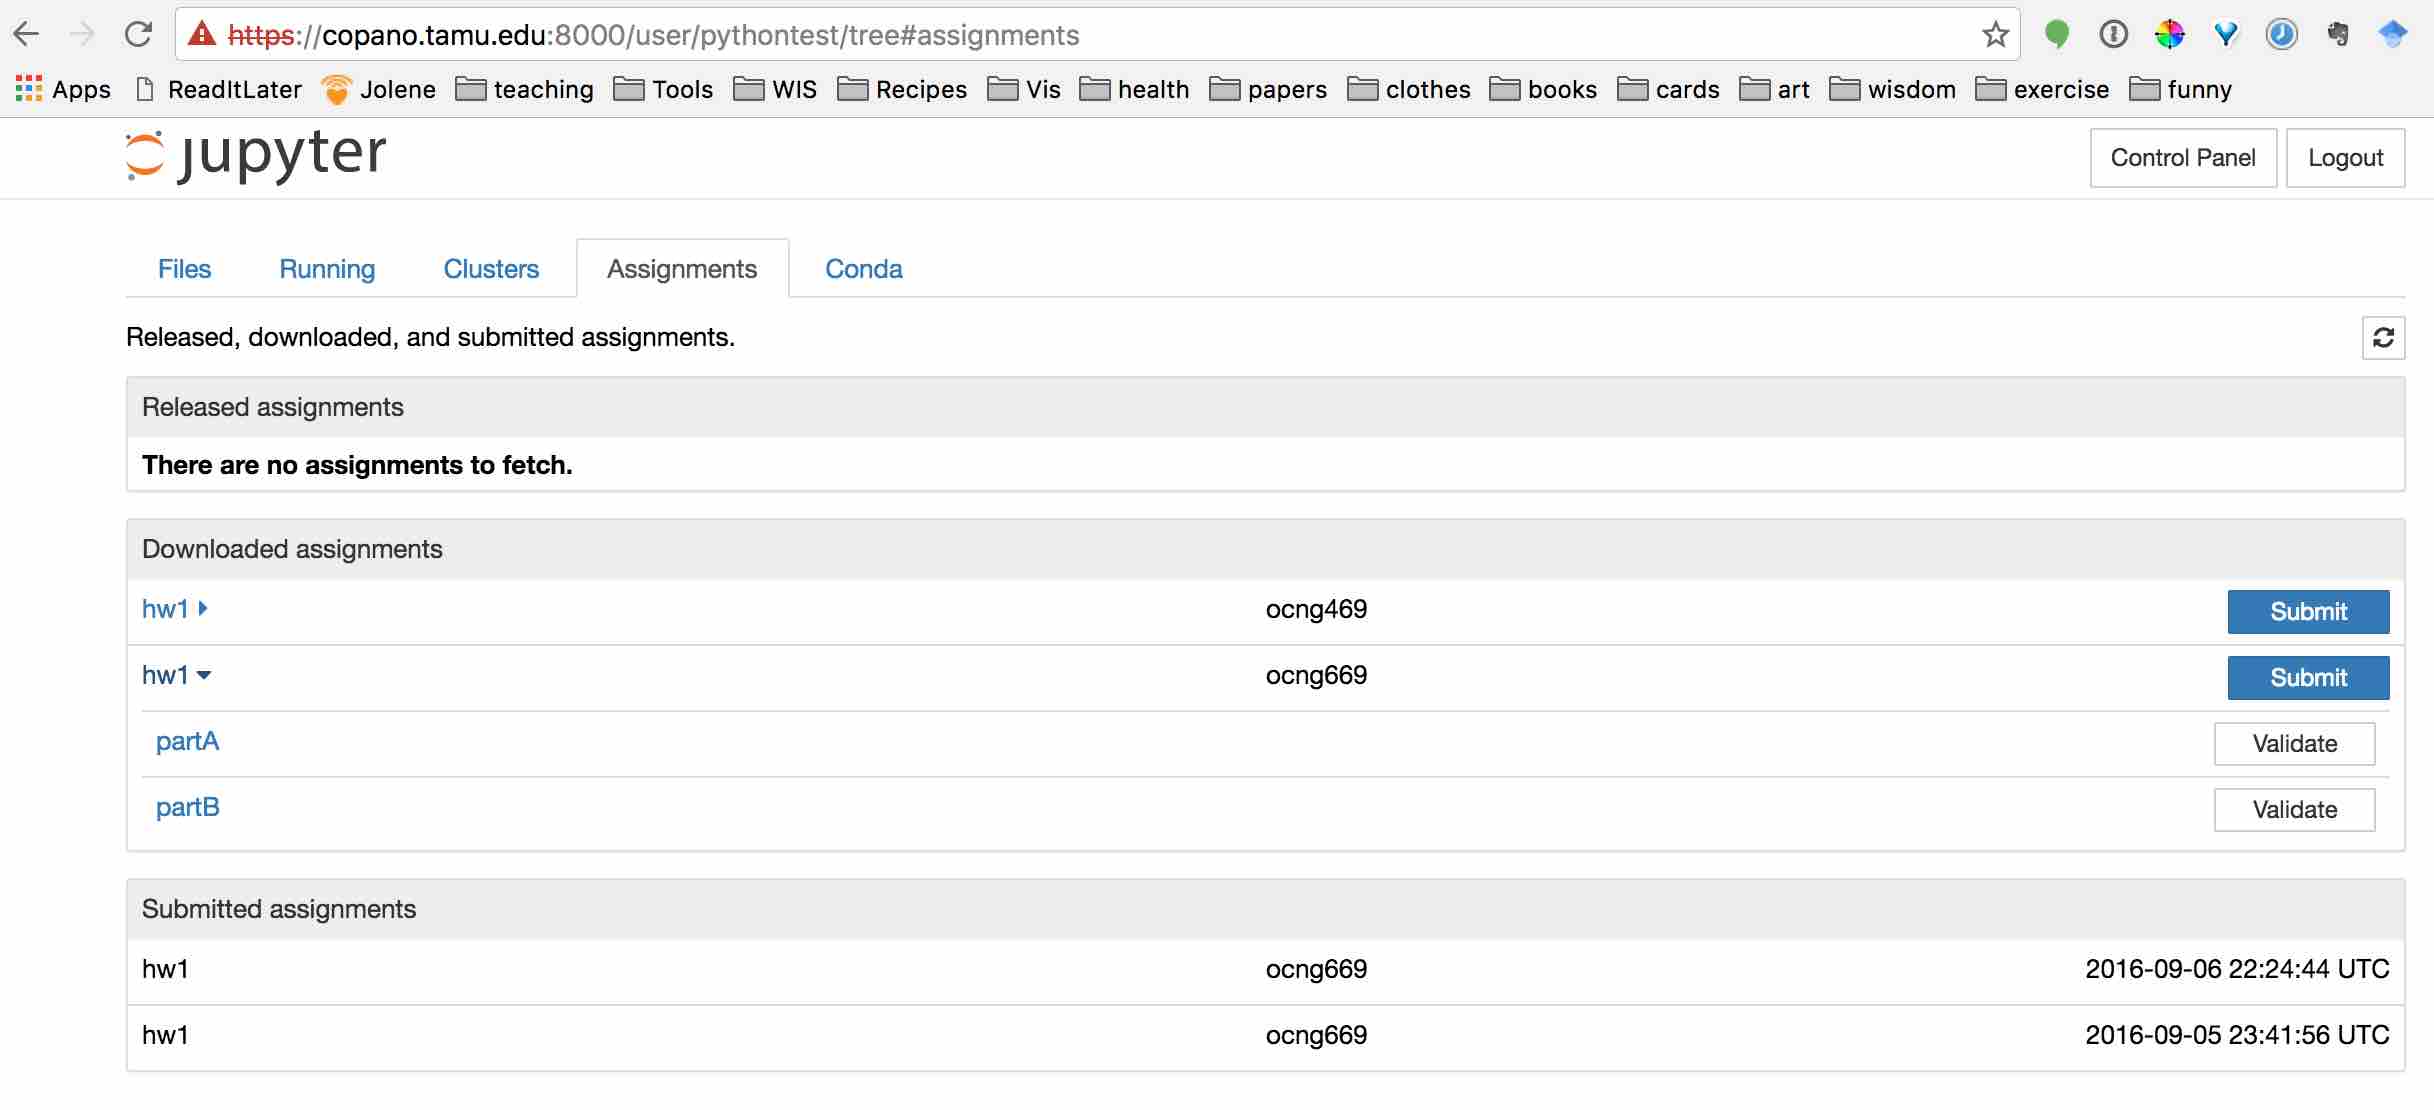 https://copano.tamu.edu:8000/user/pythontest/tree#assignments
Apps ReadItLater Jolene teaching Tools WIS Recipes Vis health papers clothes books cards art wisdom exercise funny
jupyter Control Panel Logout
Files Running Clusters Assignments Conda
Released, downloaded, and submitted assignments.
Released assignments
There are no assignments to fetch.
Downloaded assignments
hw1 ocng469 Submit
hw1 ocng669 Submit
partA Validate
partB Validate
Submitted assignments
hw1 ocng669 2016-09-06 22:24:44 UTC
hw1 ocng669 2016-09-05 23:41:56 UTC